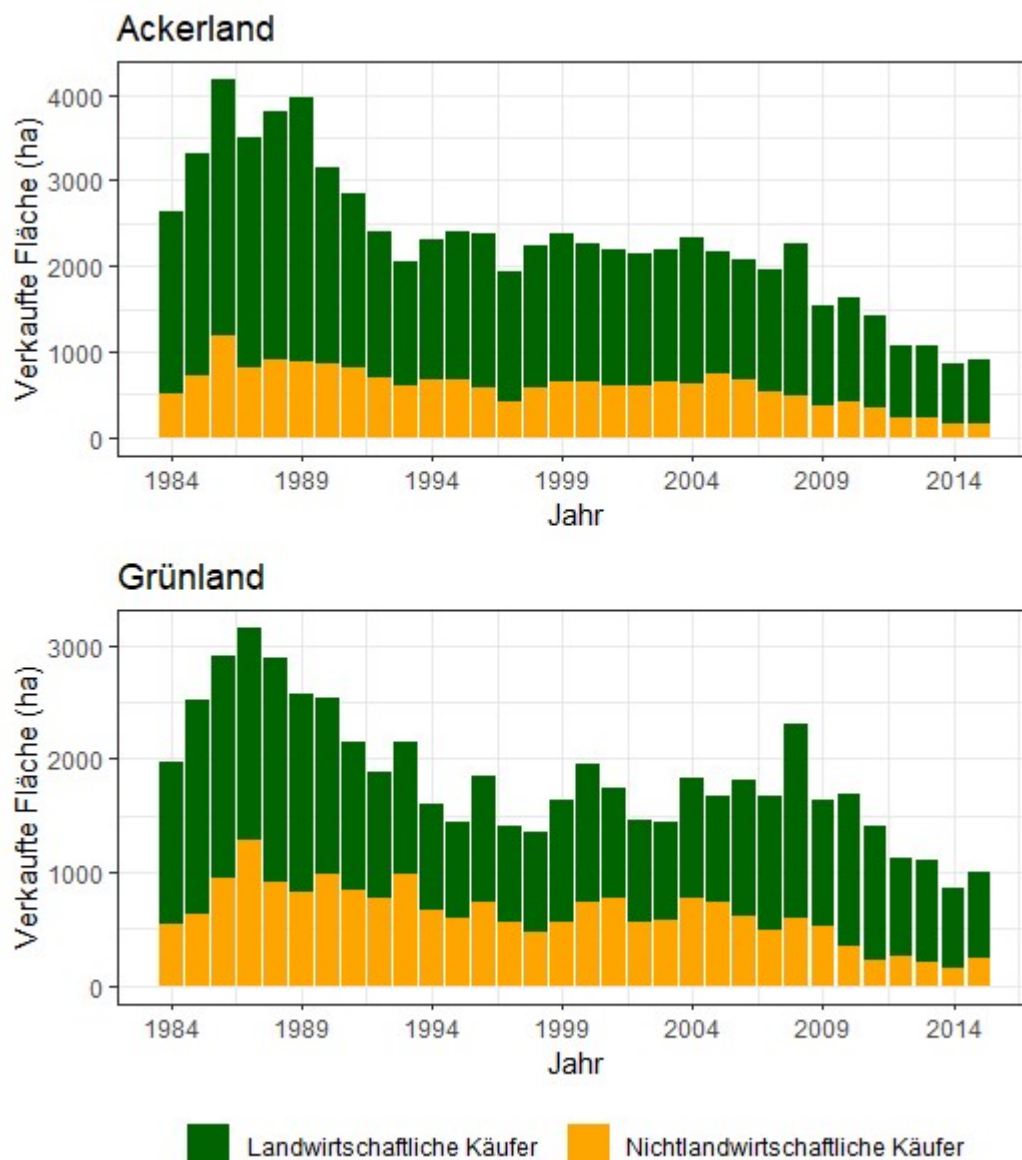 Ackerland
Verkaufte Fläche (ha)
4000
3000
2000
1000
0
1984 1989 1994 1999 2004 2009 2014
Jahr
Grünland
Verkaufte Fläche (ha)
3000
2000
1000
0
1984 1989 1994 1999 2004 2009 2014
Jahr
Landwirtschaftliche Käufer Nichtlandwirtschaftliche Käufer